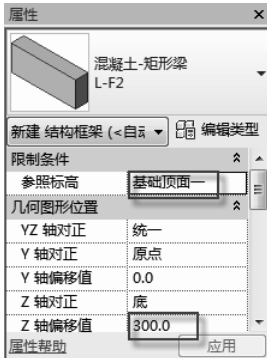 属性
混凝土-矩形梁
L-F2
新建 结构框架 (<自动 编辑类型
限制条件
参照标高 基础顶面一
几何图形位置
YZ 轴对正 统一
Y 轴对正 原点
Y 轴偏移值 0.0
Z 轴对正 底
Z 轴偏移值 300.0
属性帮助 应用